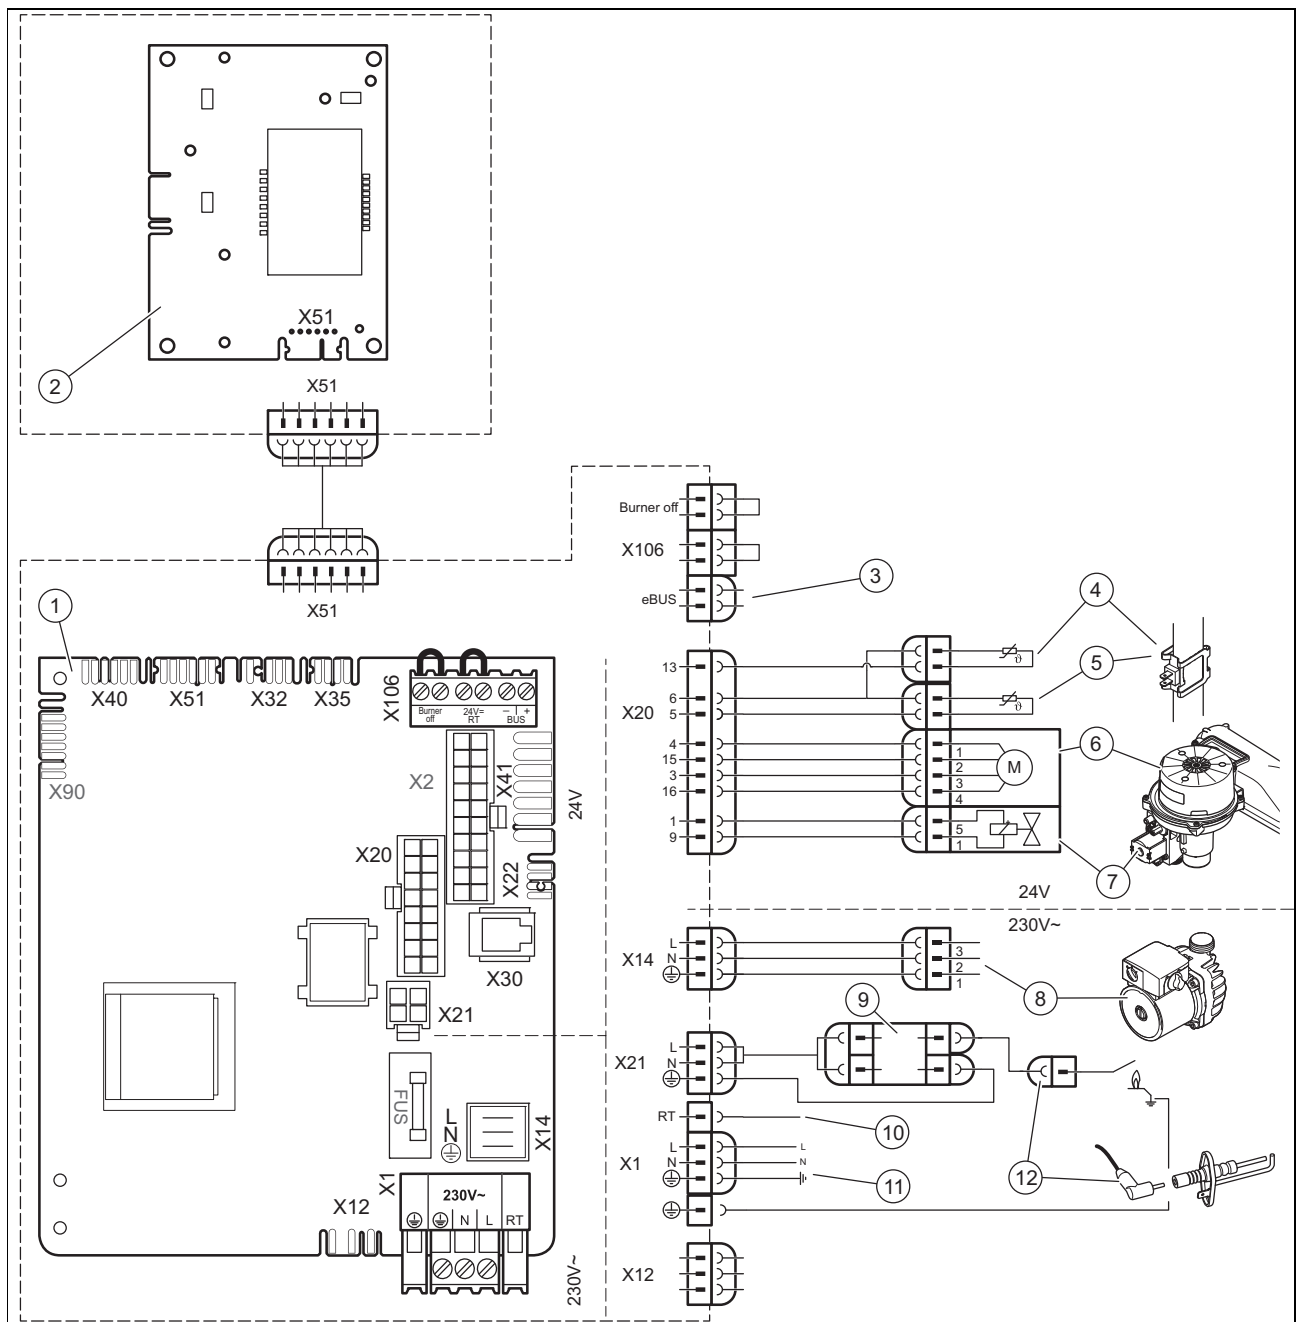 X51
2
X51
X51
Burner off
X106
eBUS
3
1
X40
X51
X32
X35
X90
X106
Burner off
24V= RT
– | +
BUS
X2
X41
24V
X20
X22
X30
X21
FUS
L
N
X14
X1
230V~
N
L
RT
X12
230V~
13
6
5
X20
4
15
3
16
1
9
ϑ
ϑ
4
5
1
2
3
4
M
6
5
1
7
24V
230V~
L
X14
N
3
2
1
8
9
L
X21
N
RT
10
L
X1
N
L
N
11
12
X12